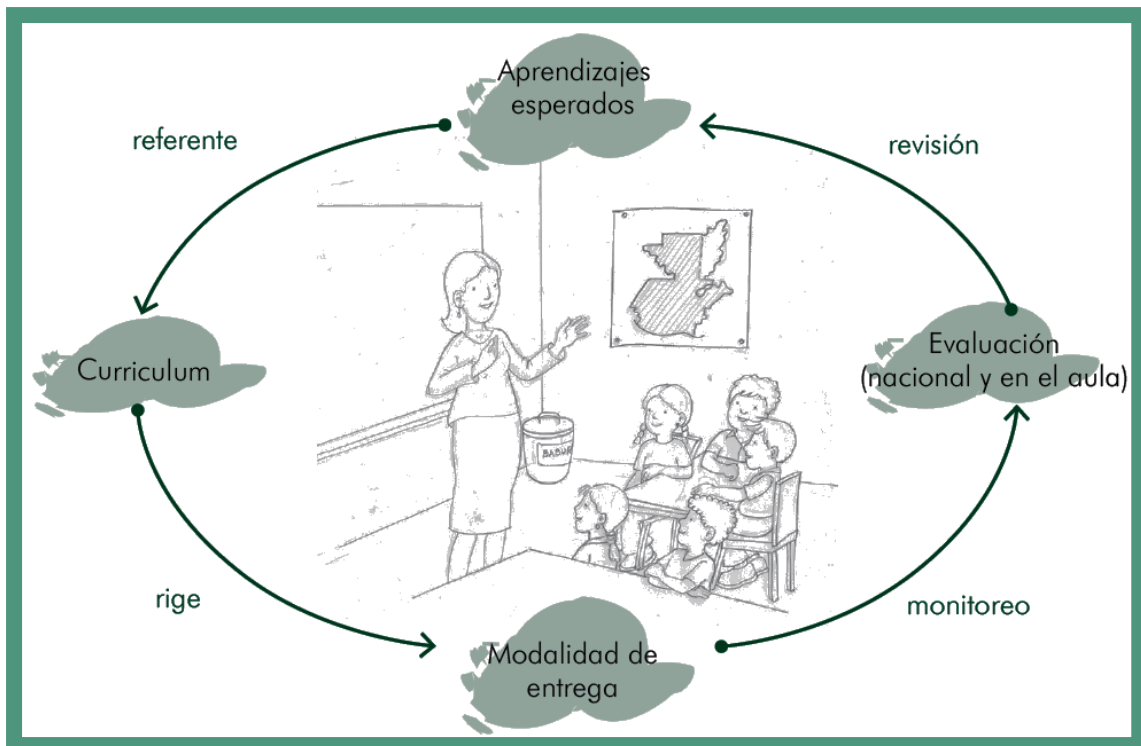 Aprendizajes
esperados
referente
revisión
Curriculum
Evaluación
(nacional y en el aula)
rige
monitoreo
Modalidad de
entrega